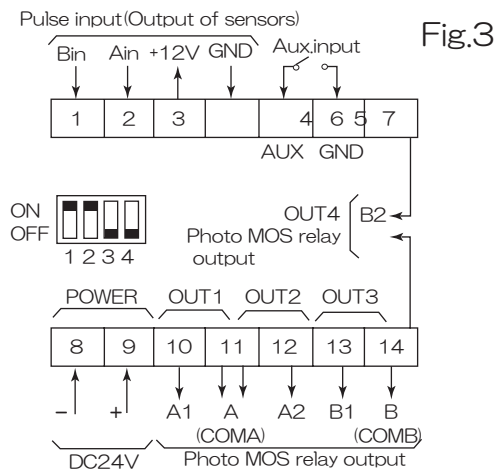 Pulse input(Output of sensors)
Fig.3
Bin Ain +12V GND Aux.input
1 2 3 4 6 5 7
AUX GND
ON
OFF
1 2 3 4
OUT4 B2
Photo MOS relay
output
POWER OUT1 OUT2 OUT3
8 9 10 11 12 13 14
− + A1 A A2 B1 B
(COMA) (COMB)
DC24V Photo MOS relay output